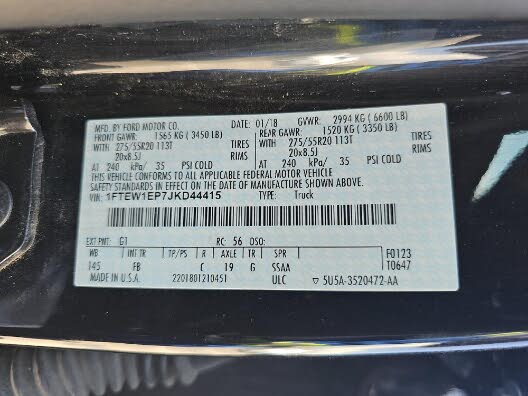 MFD. BY FORD MOTOR CO. DATE: 01/18 GVWR: 2994 KG ( 6600 LB)
FRONT GAWR: 1565 KG ( 3450 LB) REAR GAWR: 1520 KG ( 3350 LB)
WITH 275/55R20 113T TIRES WITH 275/55R20 113T TIRES
20x8.5J RIMS 20x8.5J RIMS
AT 240 kPa/ 35 PSI COLD AT 240 kPa/ 35 PSI COLD
THIS VEHICLE CONFORMS TO ALL APPLICABLE FEDERAL MOTOR VEHICLE
SAFETY STANDARDS IN EFFECT ON THE DATE OF MANUFACTURE SHOWN ABOVE.
VIN: 1FTEW1EP7JKD44415 TYPE: Truck
EXT PNT: G1 RC: 56 DSO:
WB INT TR TP/PS R AXLE TR SPR F0123
145 FB C 19 G SSAA T0647
MADE IN U.S.A. 2201801210451 ULC ▽ 5U5A-3520472-AA